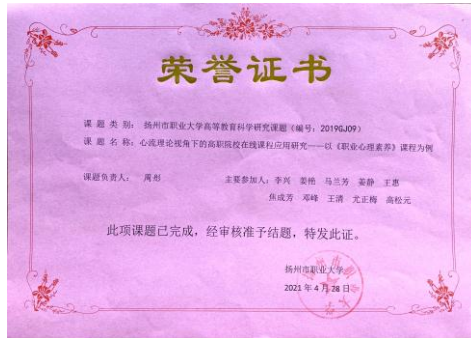 荣誉证书
课题类别：扬州市职业大学高等教育科学研究课题（编号：2019GJ09）
课题名称：心流理论视角下的高职院校在线课程应用研究——以《职业心理素养》课程为例
课题负责人：周彤 主要参加人：李兴 姜艳 马兰芳 姜静 王惠
焦成芳 邓峰 王清 尤正梅 高松元
此项课题已完成，经审核准予结题，特发此证。
扬州市职业大学
2021年4月28日